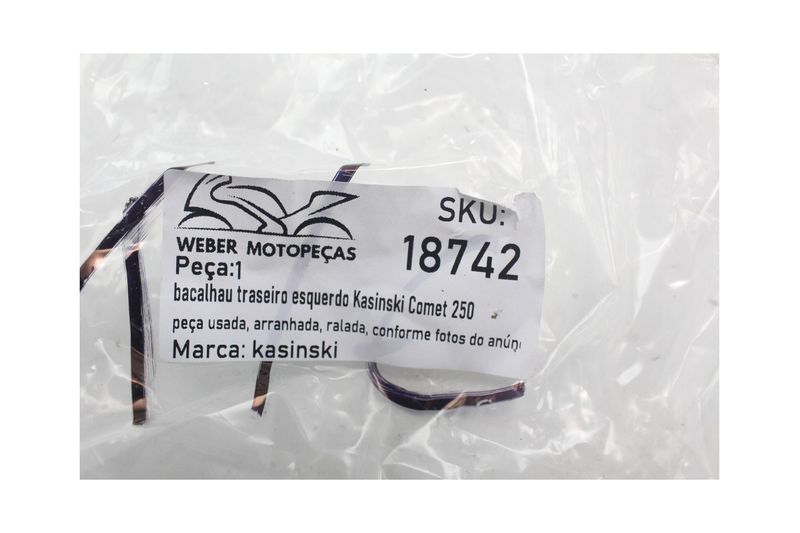 SKU:
18742
WEBER MOTOPEÇAS
Peça:1
bacalhau traseiro esquerdo Kasinski Comet 250
peça usada, arranhada, ralada, conforme fotos do
Marca: kasinski